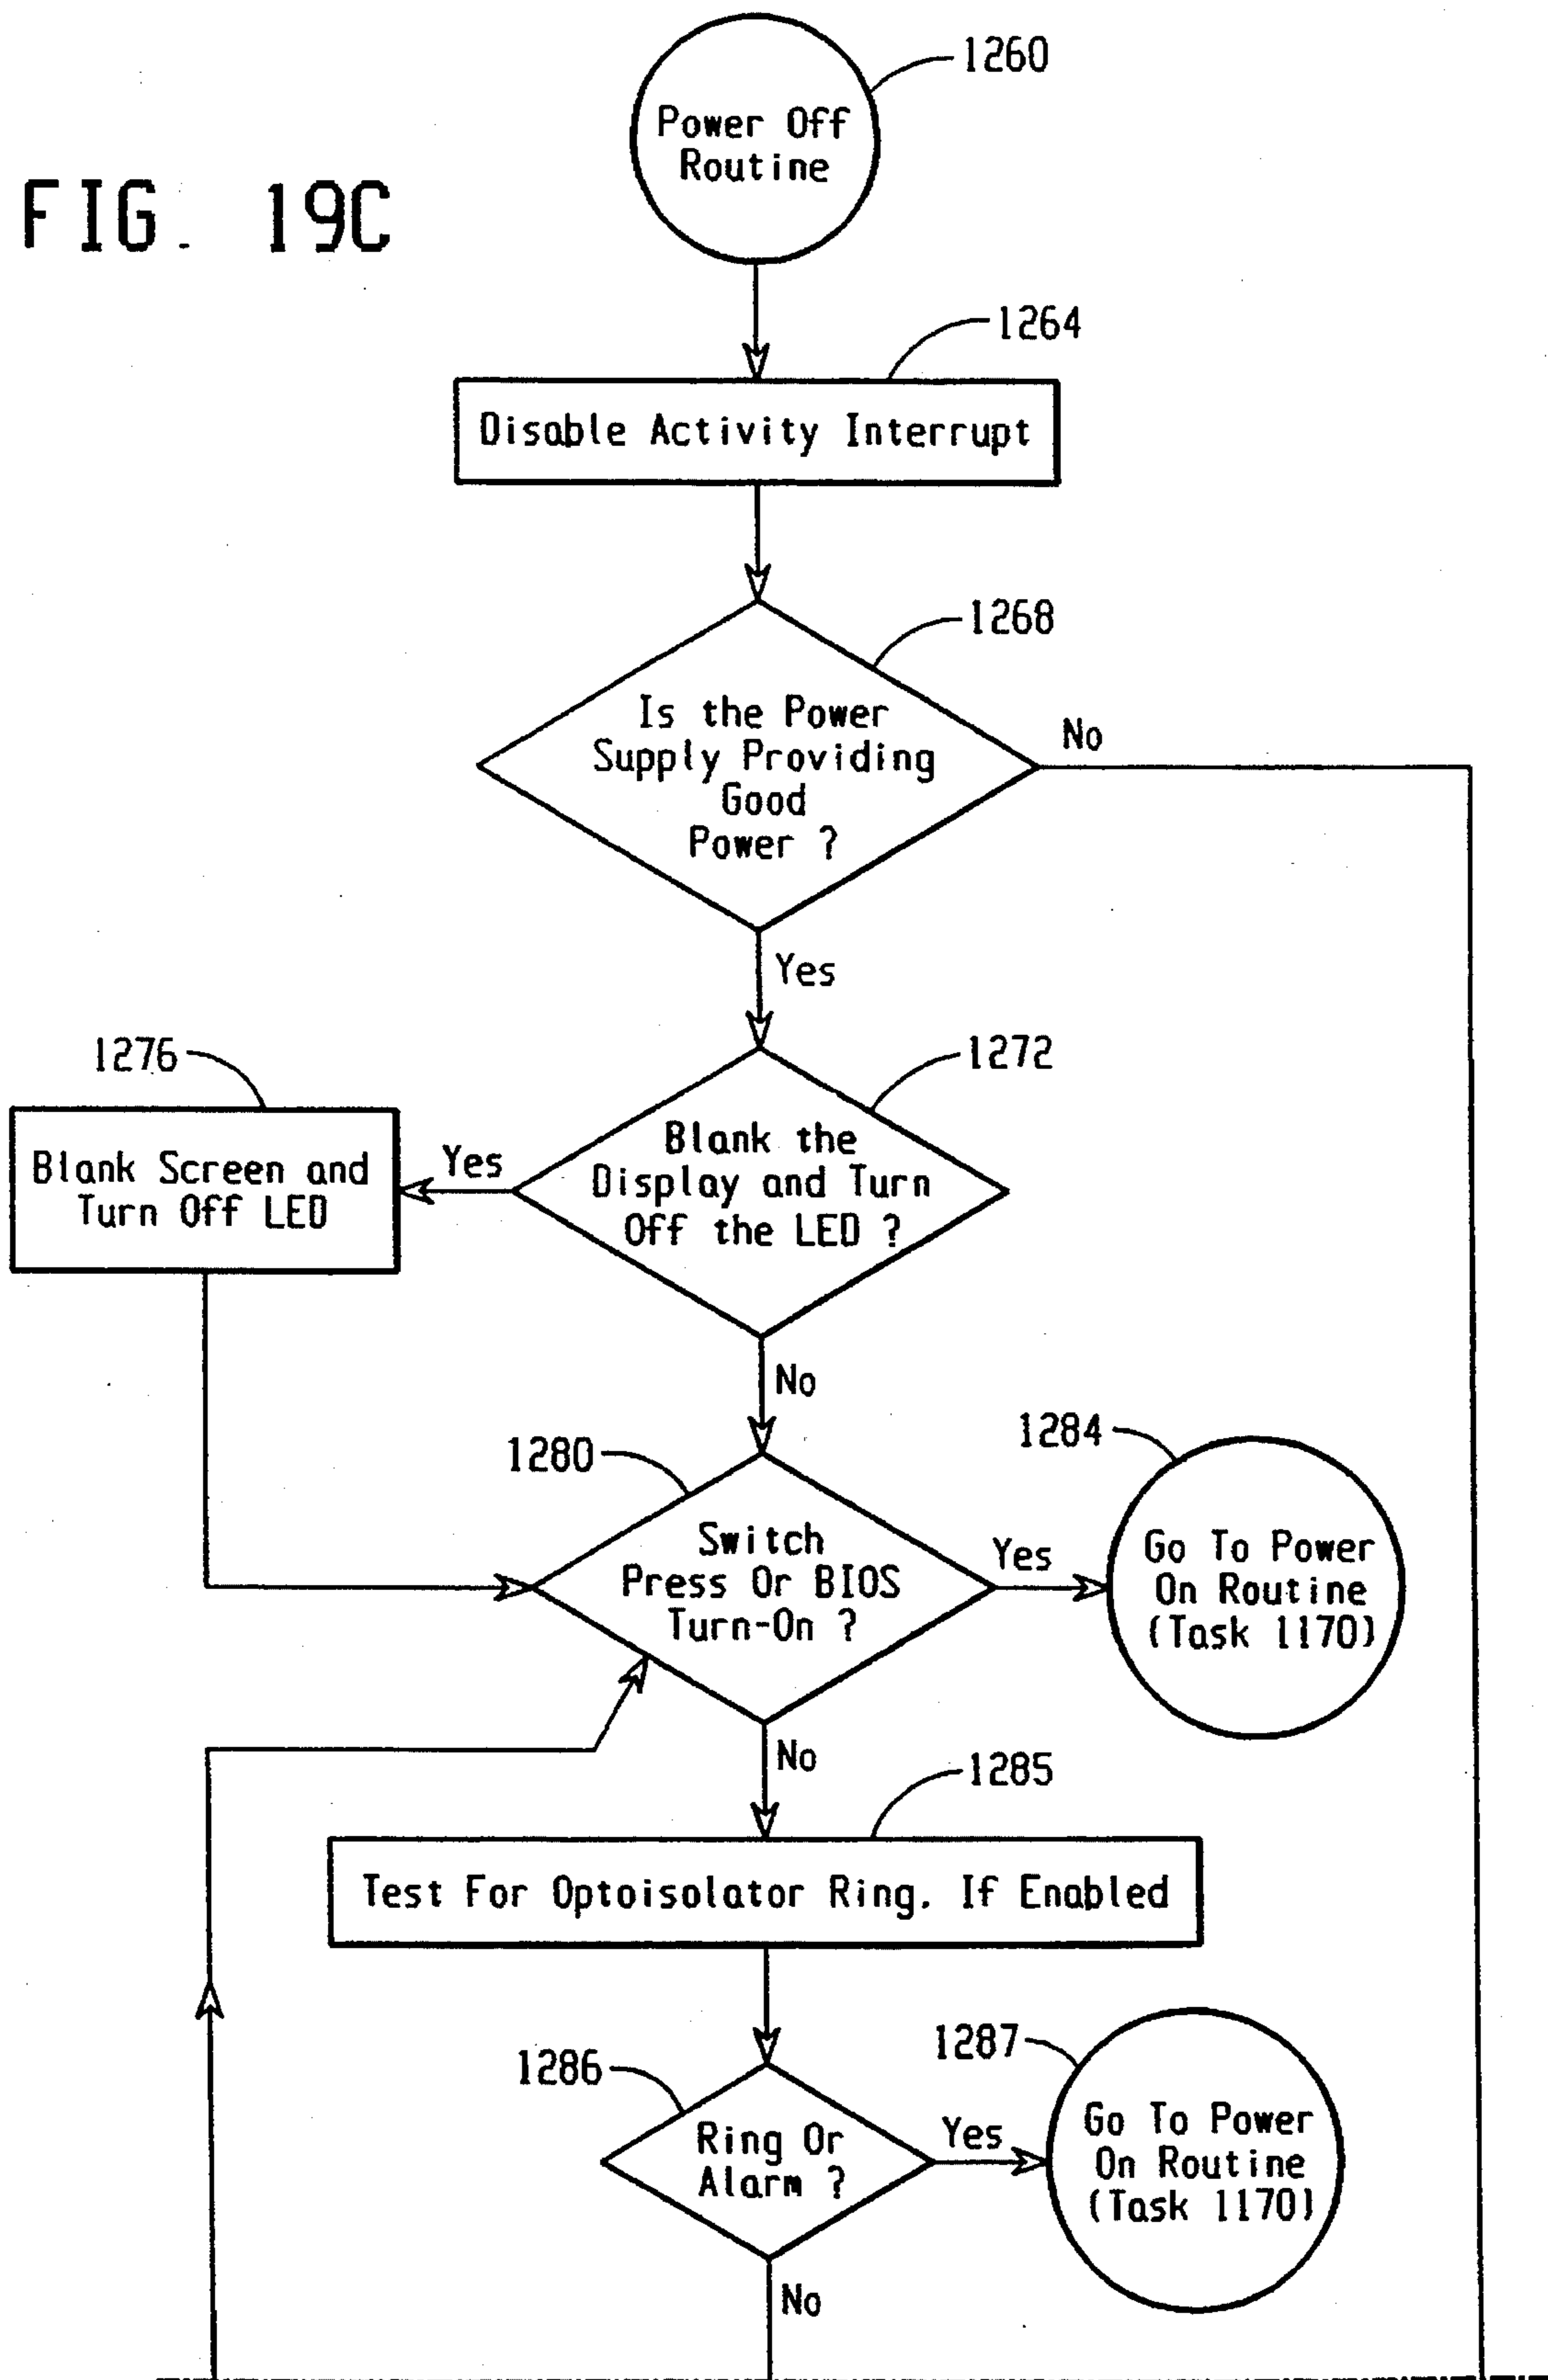 1260
Power Off
Routine
FIG. 19C
1264
Disable Activity Interrupt
1268
Is the Power
Supply Providing
Good
Power ?
No
Yes
1276
1272
Blank Screen and
Turn Off LED
Yes
Blank the
Display and Turn
Off the LED ?
No
1280
1284
Switch
Press Or BIOS
Turn-On ?
Yes
Go To Power
On Routine
(Task 1170)
No
1285
Test For Optoisolator Ring. If Enabled
1286
1287
Ring Or
Alarm ?
Yes
Go To Power
On Routine
(Task 1170)
No